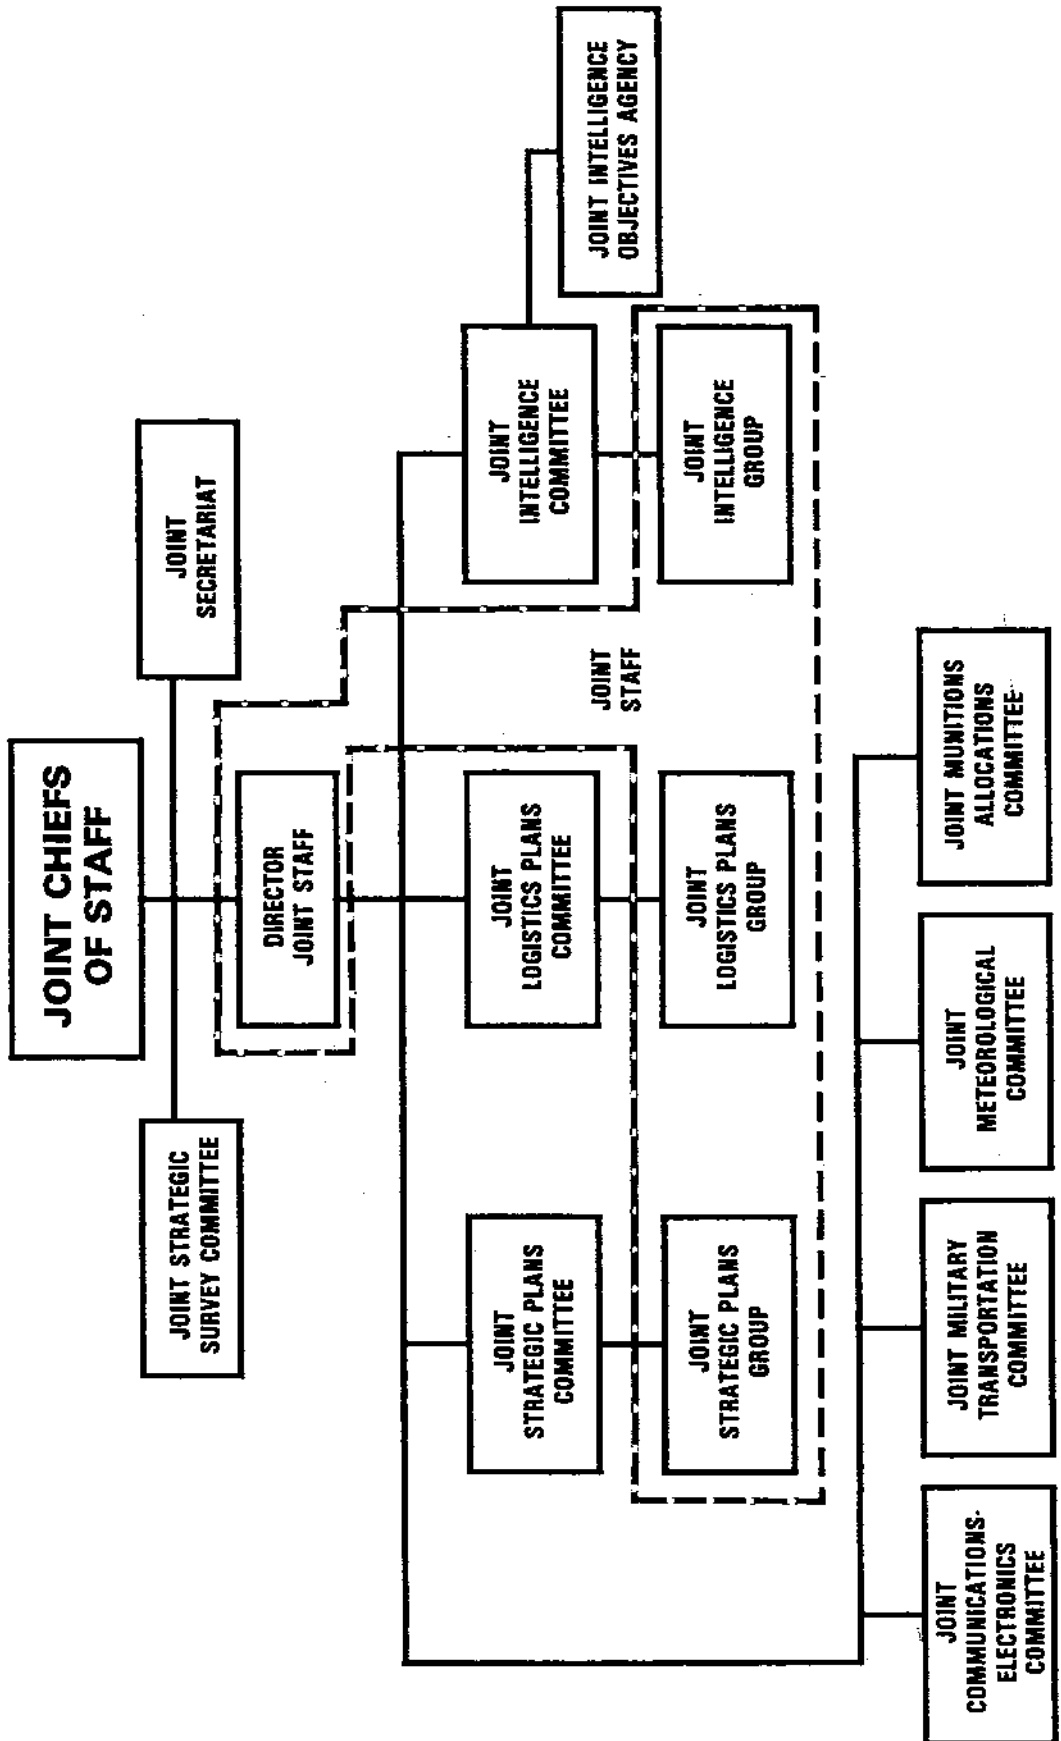 JOINT CHIEFS
OF STAFF
JOINT STRATEGIC
SURVEY COMMITTEE
JOINT
SECRETARIAT
DIRECTOR
JOINT STAFF
JOINT
STRATEGIC PLANS
COMMITTEE
JOINT
LOGISTICS PLANS
COMMITTEE
JOINT
INTELLIGENCE
COMMITTEE
JOINT INTELLIGENCE
OBJECTIVES AGENCY
JOINT
STAFF
JOINT
STRATEGIC PLANS
GROUP
JOINT
LOGISTICS PLANS
GROUP
JOINT
INTELLIGENCE
GROUP
JOINT
COMMUNICATIONS-
ELECTRONICS
COMMITTEE
JOINT MILITARY
TRANSPORTATION
COMMITTEE
JOINT
METEOROLOGICAL
COMMITTEE
JOINT MUNITIONS
ALLOCATIONS
COMMITTEE